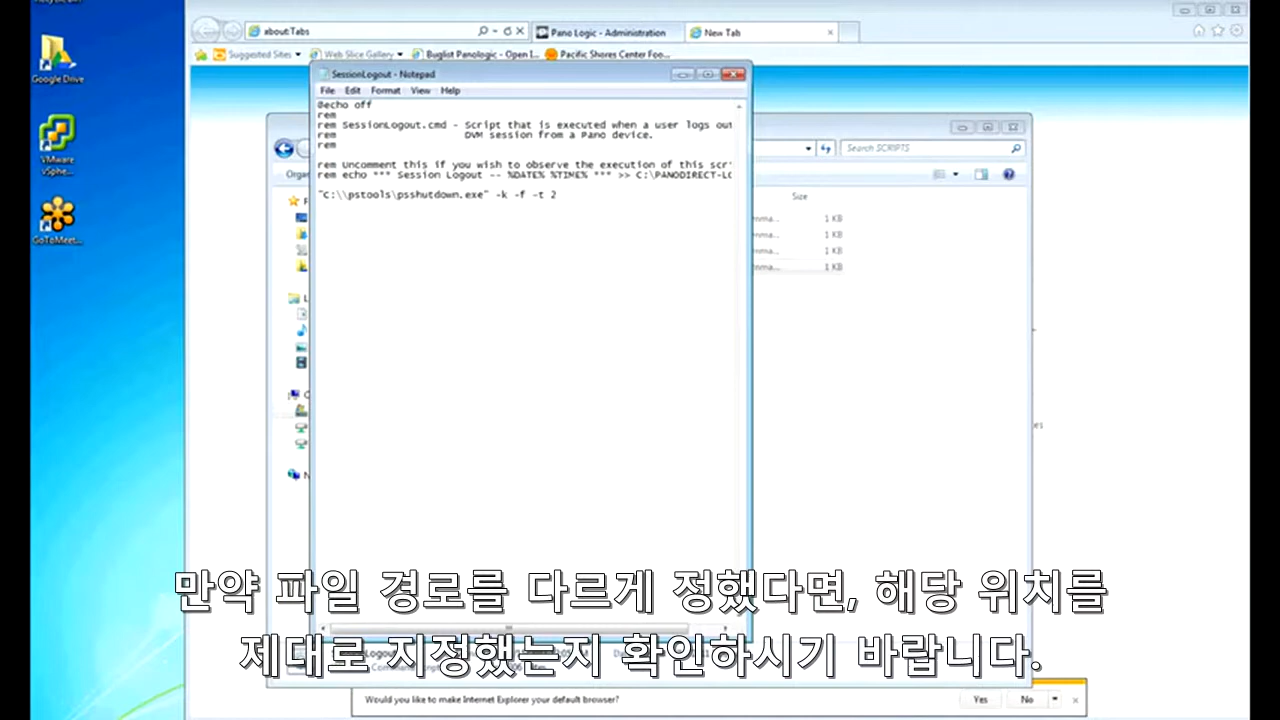 about:Tabs
Pano Logic - Administration
New Tab
Suggested Sites
Web Slice Gallery
Buglist Panologic - Open I...
Pacific Shores Center Foo...
Google Drive
VMware vSphe...
GoToMeet...
SessionLogout - Notepad
File Edit Format View Help
@echo off
rem
rem SessionLogout.cmd - Script that is executed when a user logs out
rem DVM session from a Pano device.
rem
rem Uncomment this if you wish to observe the execution of this scri
rem echo *** Session Logout -- %DATE% %TIME% *** >> C:\PANODIRECT-LO
"C:\\pstools\psshutdown.exe" -k -f -t 2
Search SCRIPTS
Size
1 KB
1 KB
1 KB
1 KB
만약 파일 경로를 다르게 정했다면, 해당 위치를
제대로 지정했는지 확인하시기 바랍니다.
Would you like to make Internet Explorer your default browser?
Yes
No